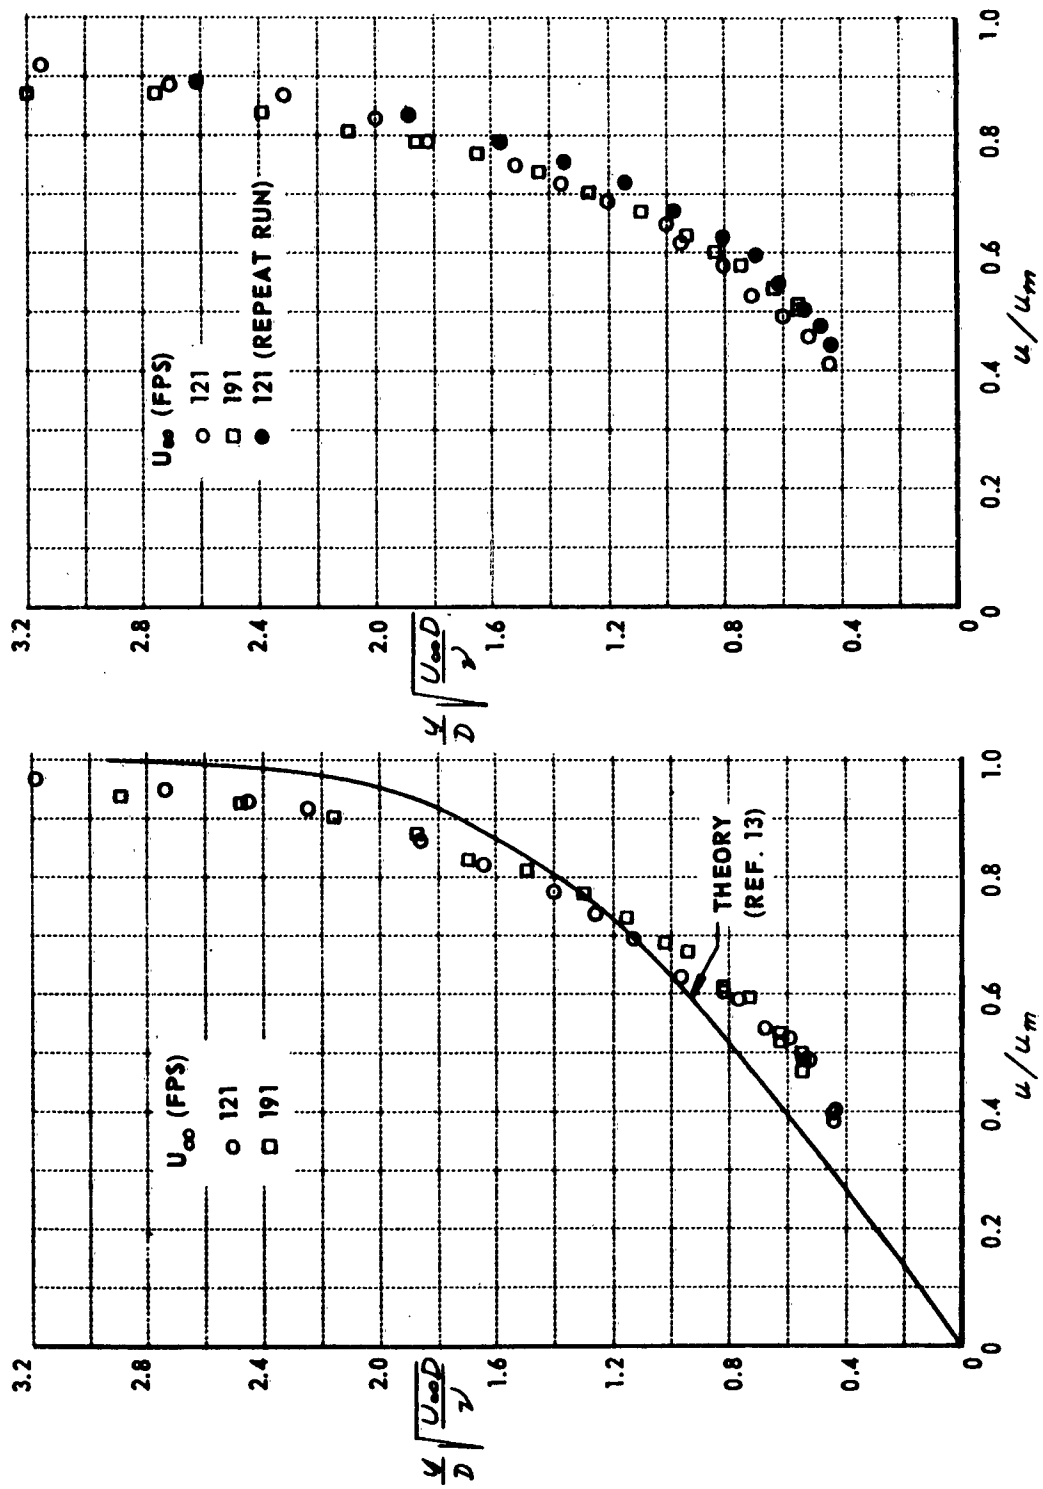 3.2
2.8
2.4
2.0
1.6
1.2
0.8
0.4
0
y/D √(U∞D/ν)
U∞ (FPS)
○ 121
□ 191
THEORY
(REF. 13)
0 0.2 0.4 0.6 0.8 1.0
u/um
3.2
2.8
2.4
2.0
1.6
1.2
0.8
0.4
0
y/D √(U∞D/ν)
U∞ (FPS)
○ 121
□ 191
● 121 (REPEAT RUN)
0 0.2 0.4 0.6 0.8 1.0
u/um